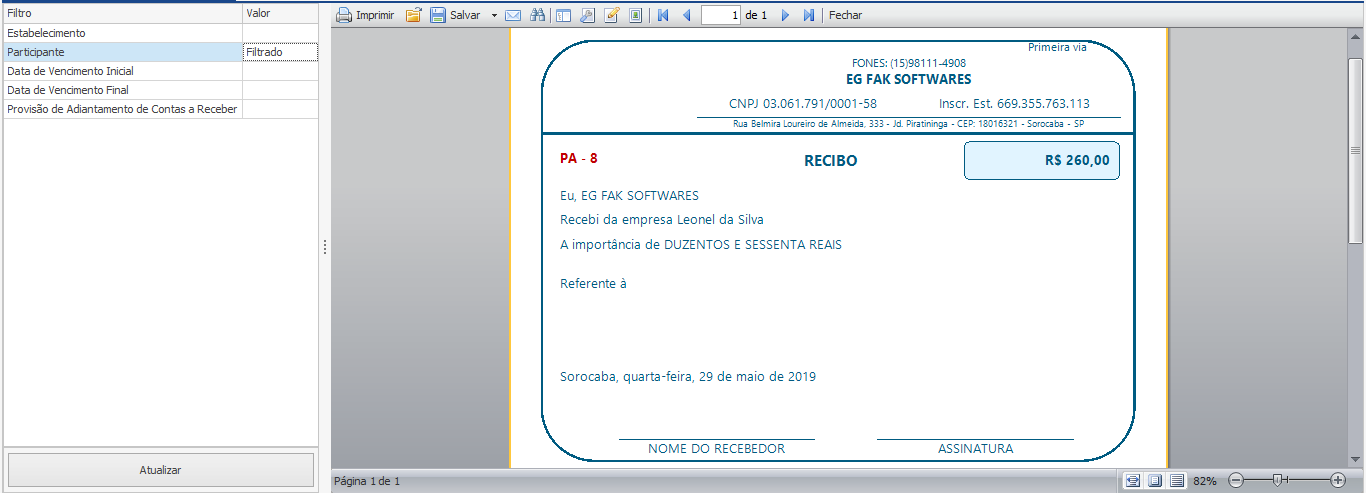 Filtro Valor
Estabelecimento
Participante Filtrado
Data de Vencimento Inicial
Data de Vencimento Final
Provisão de Adiantamento de Contas a Receber
Atualizar
Imprimir Salvar 1 de 1 Fechar
Primeira via
FONES: (15)98111-4908
EG FAK SOFTWARES
CNPJ 03.061.791/0001-58 Inscr. Est. 669.355.763.113
Rua Belmira Loureiro de Almeida, 333 - Jd. Piratininga - CEP: 18016321 - Sorocaba - SP
PA - 8 RECIBO R$ 260,00
Eu, EG FAK SOFTWARES
Recebi da empresa Leonel da Silva
A importância de DUZENTOS E SESSENTA REAIS
Referente à
Sorocaba, quarta-feira, 29 de maio de 2019
NOME DO RECEBEDOR ASSINATURA
Página 1 de 1 82%